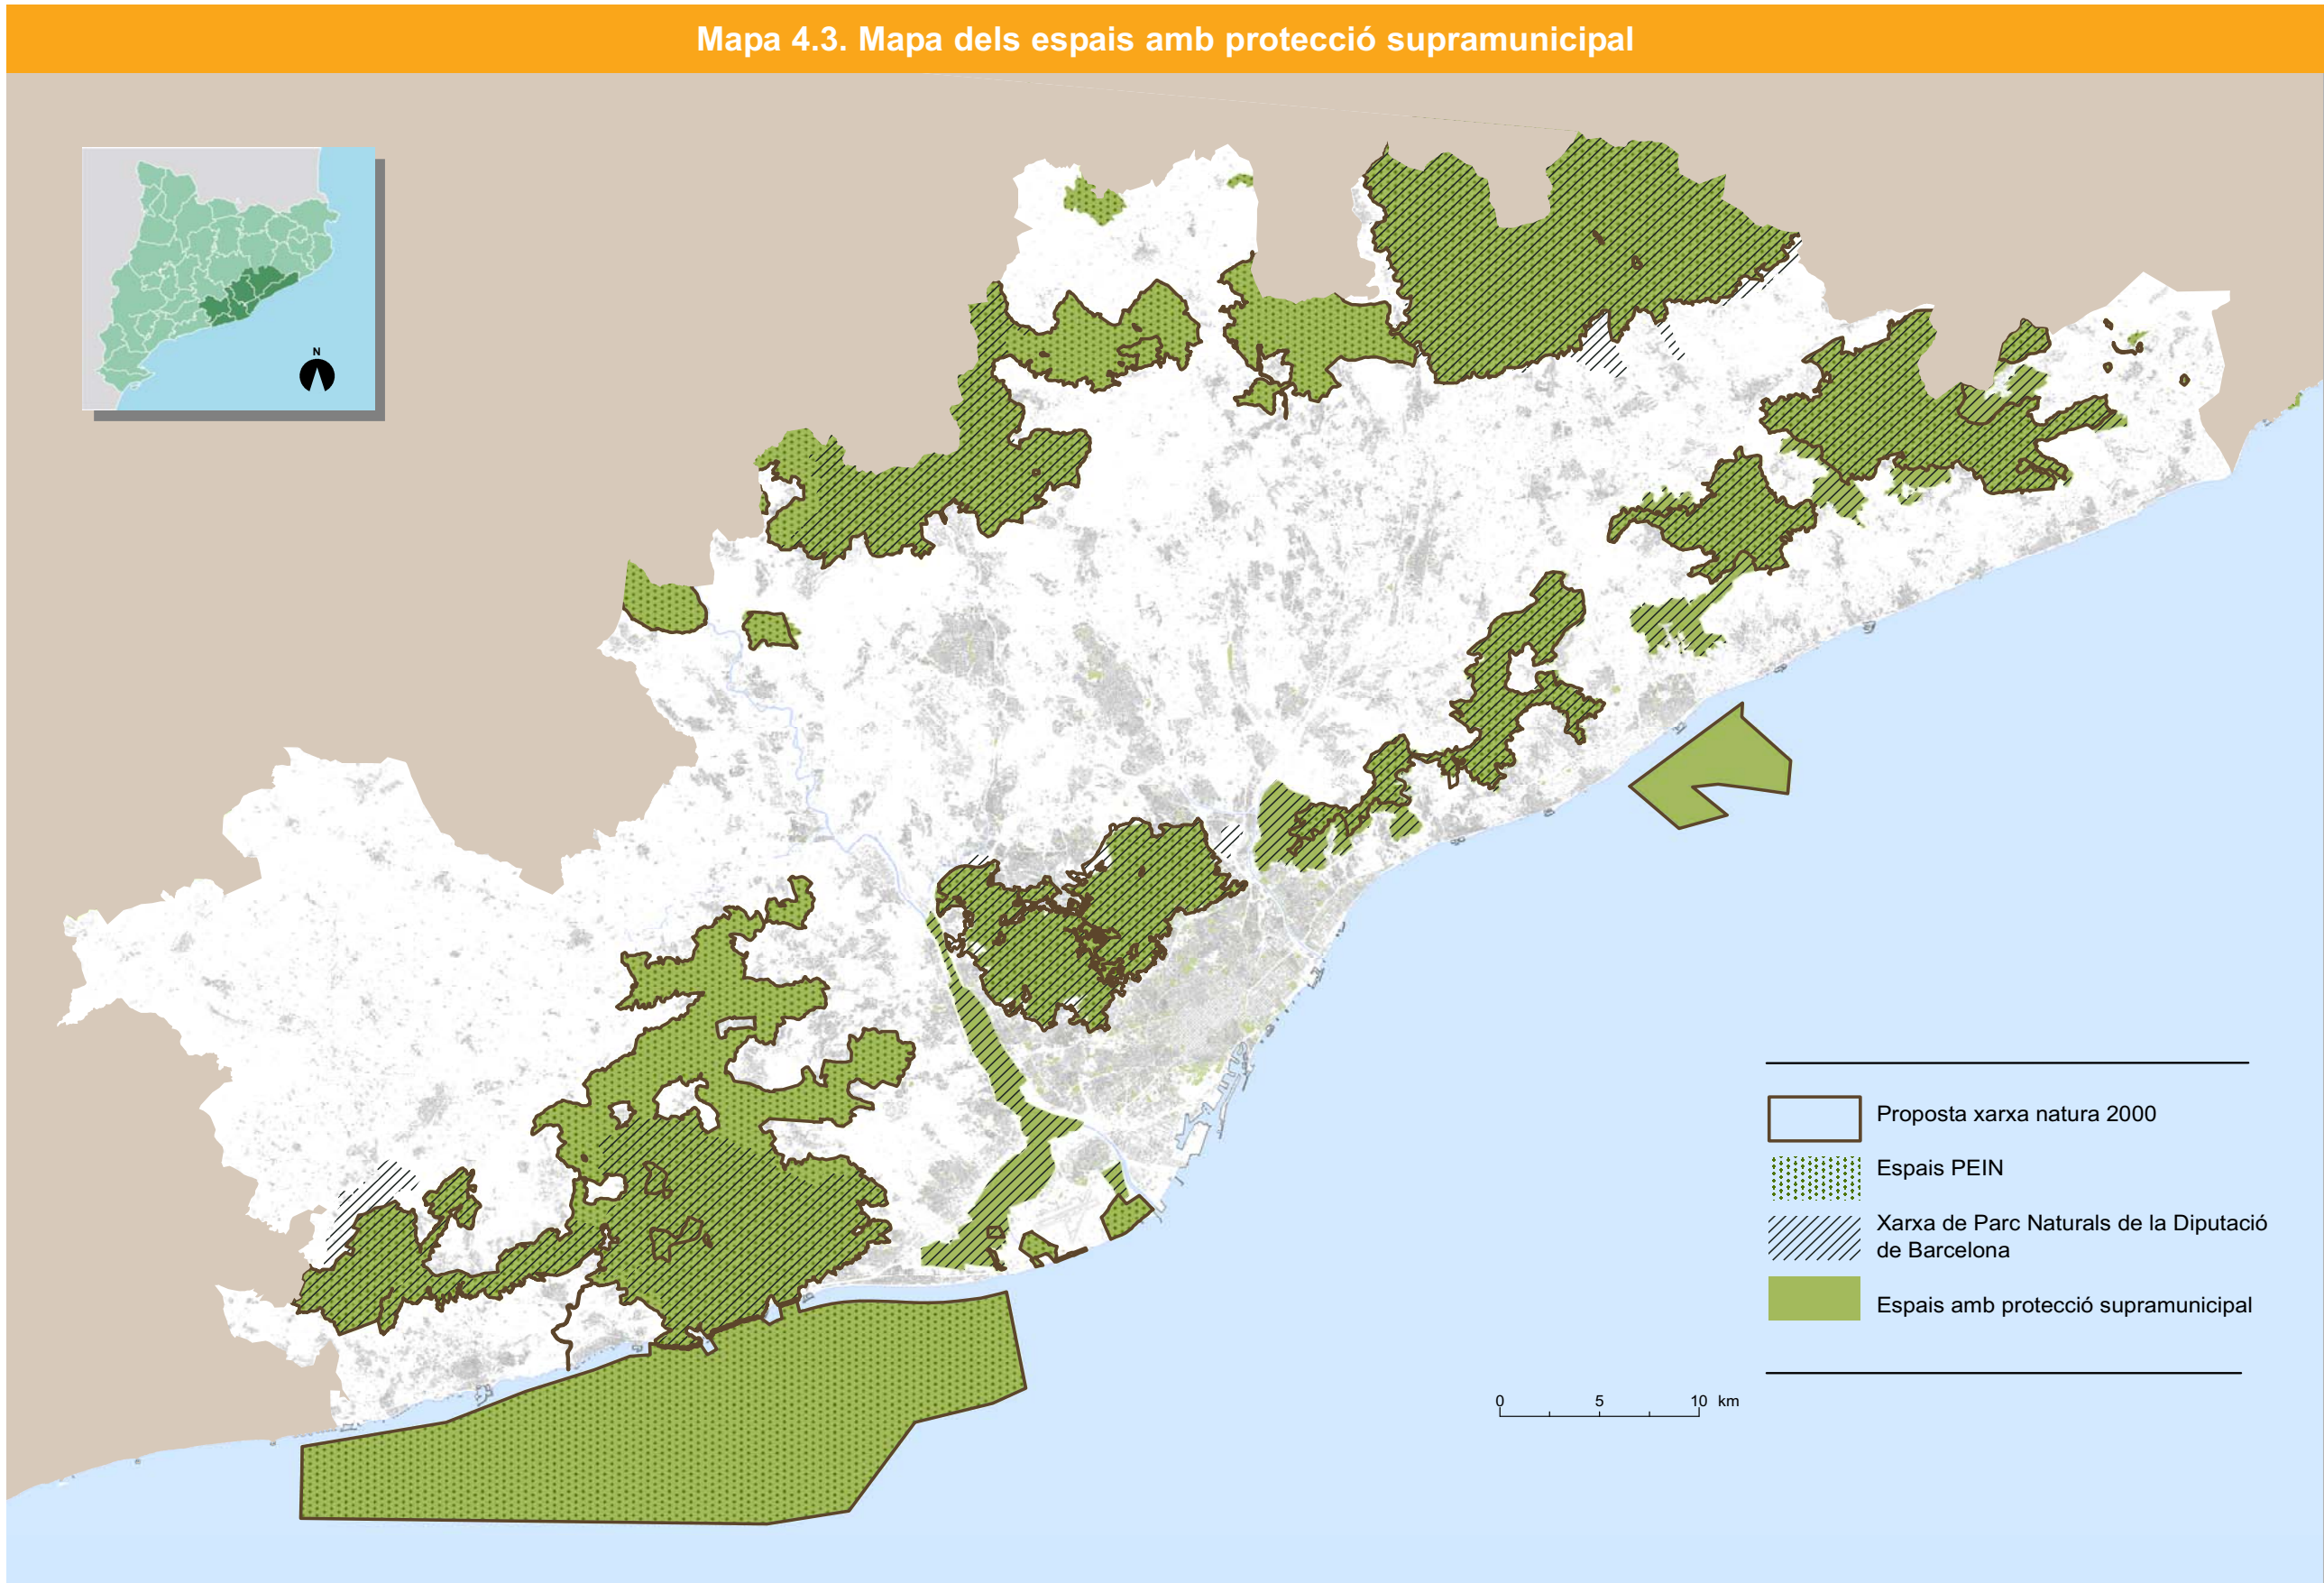 Mapa 4.3. Mapa dels espais amb protecció supramunicipal
N
Proposta xarxa natura 2000
Espais PEIN
Xarxa de Parc Naturals de la Diputació
de Barcelona
Espais amb protecció supramunicipal
0 5 10 km